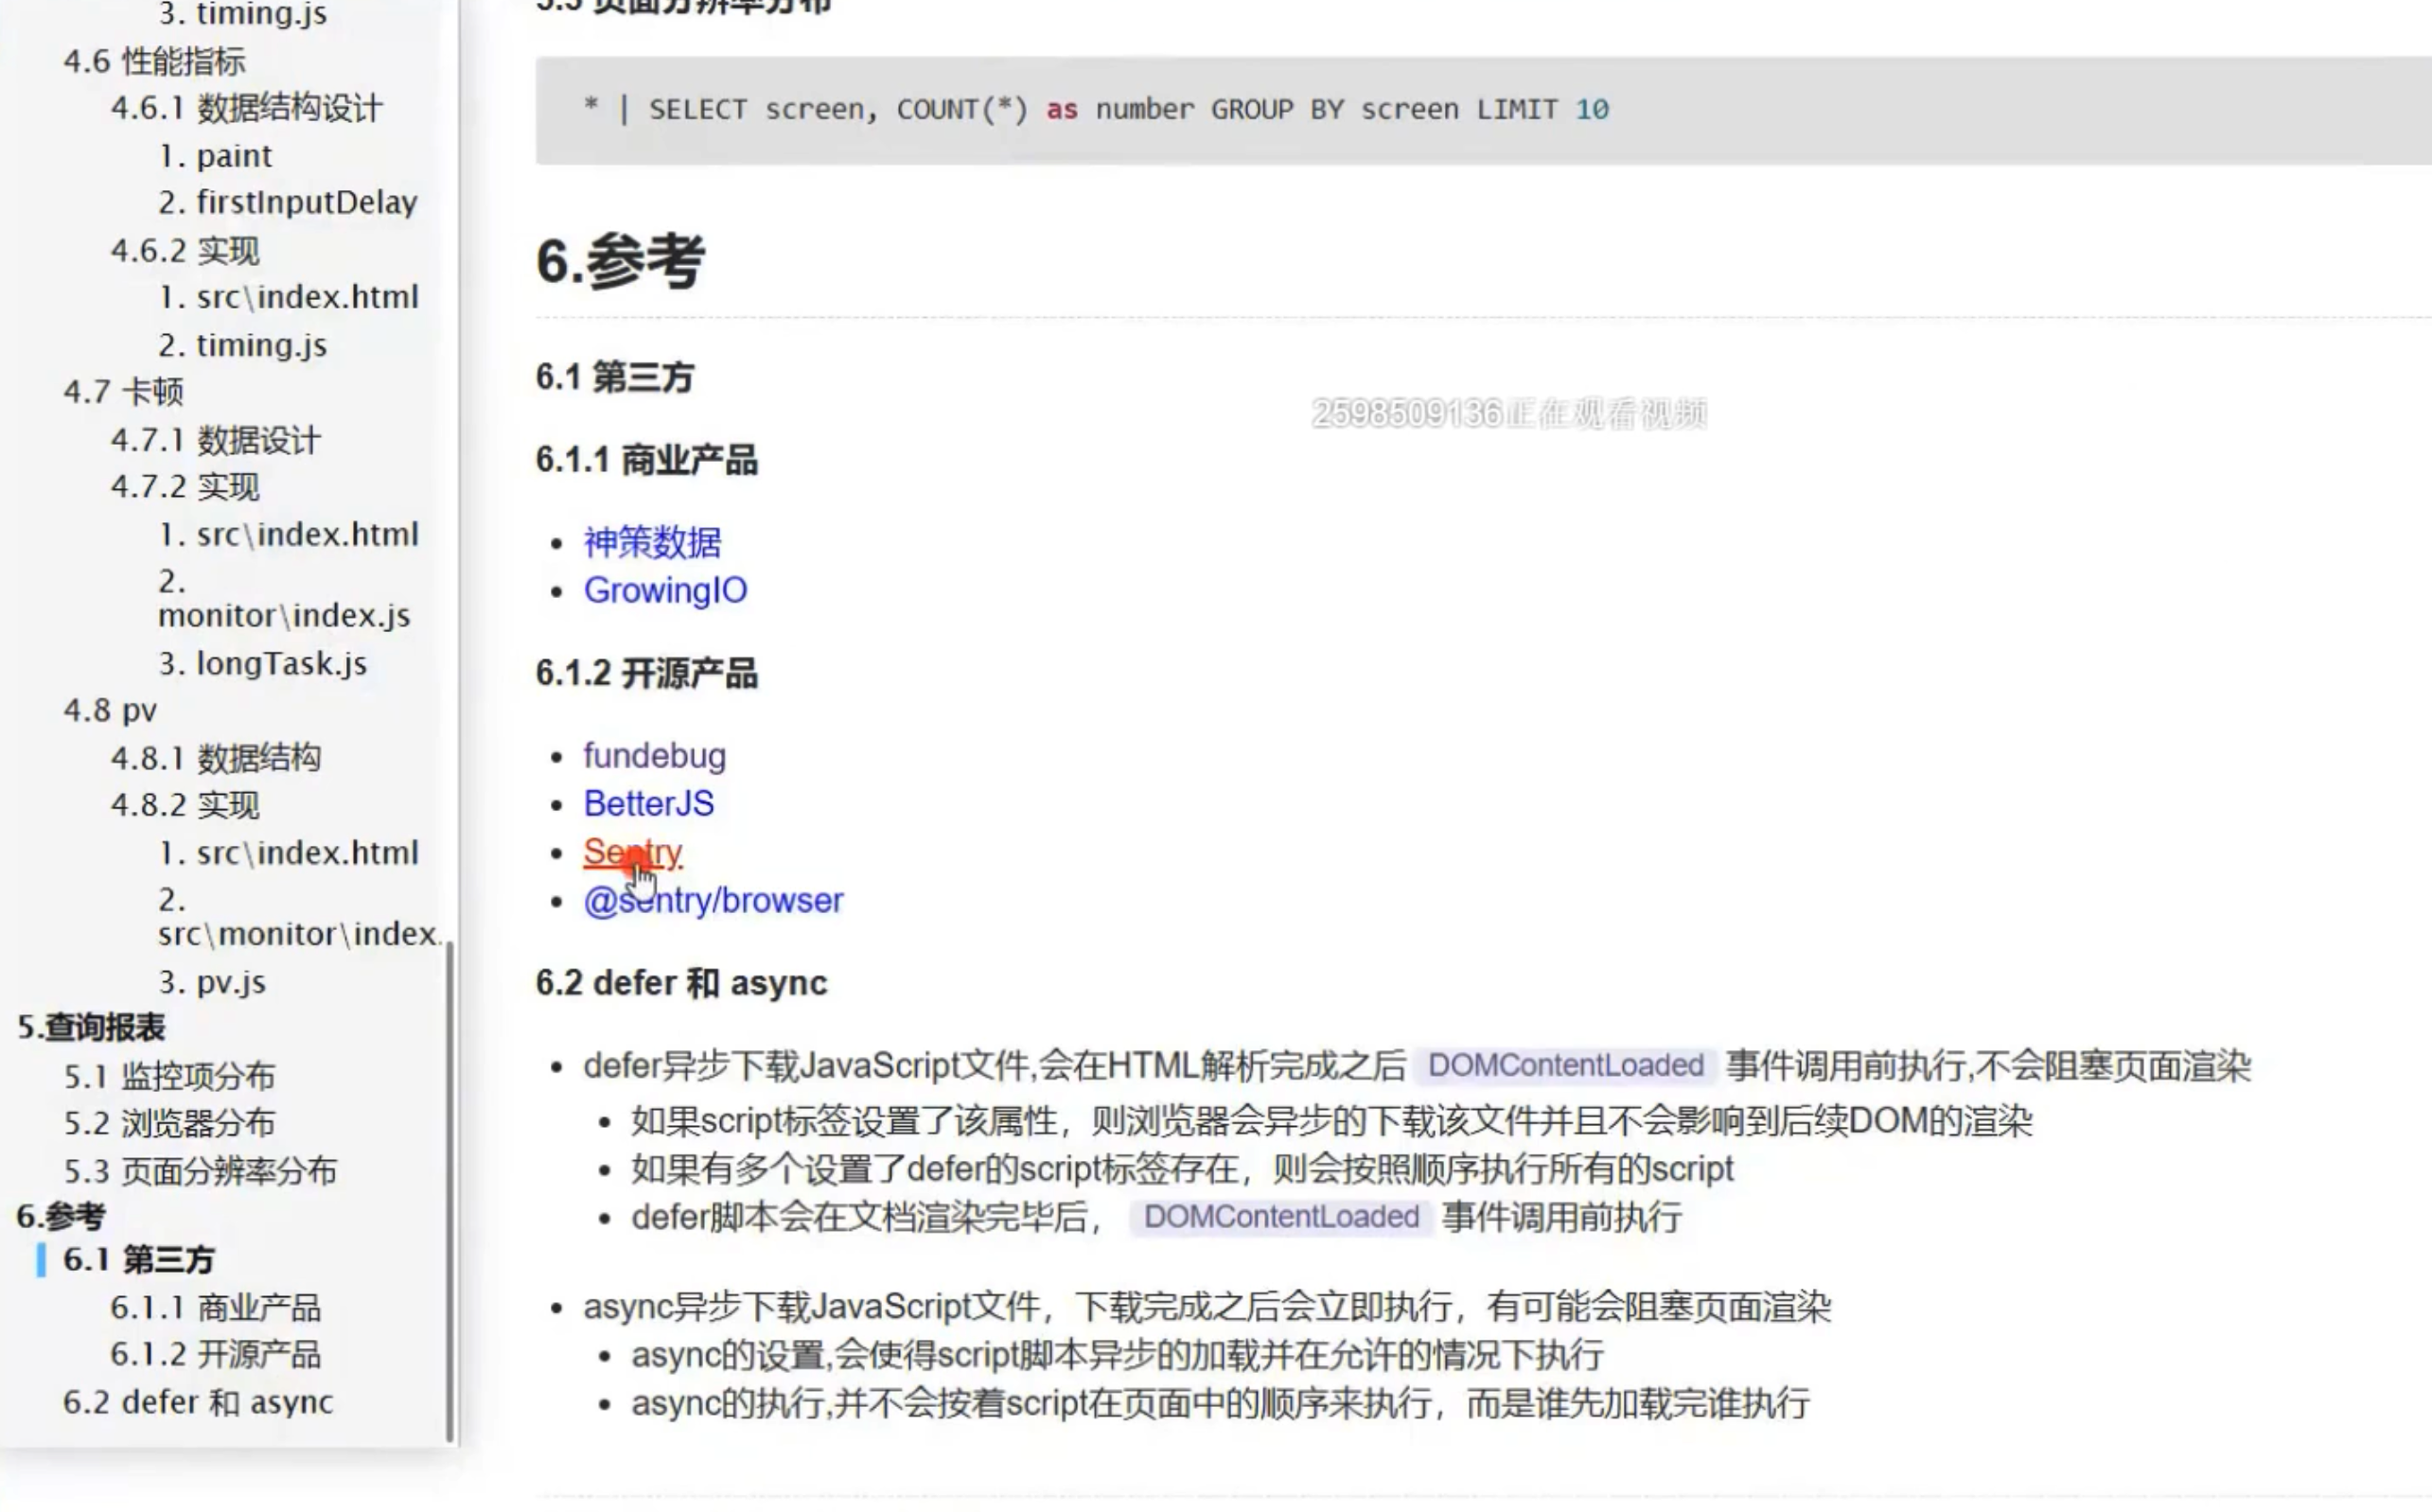 3. timing.js
4.6 性能指标
4.6.1 数据结构设计
1. paint
2. firstInputDelay
4.6.2 实现
1. src\index.html
2. timing.js
4.7 卡顿
4.7.1 数据设计
4.7.2 实现
1. src\index.html
2.
monitor\index.js
3. longTask.js
4.8 pv
4.8.1 数据结构
4.8.2 实现
1. src\index.html
2.
src\monitor\index.
3. pv.js
5.查询报表
5.1 监控项分布
5.2 浏览器分布
5.3 页面分辨率分布
6.参考
6.1 第三方
6.1.1 商业产品
6.1.2 开源产品
6.2 defer 和 async
5.3 页面分辨率分布
* | SELECT screen, COUNT(*) as number GROUP BY screen LIMIT 10
6.参考
6.1 第三方
2598509136正在观看视频
6.1.1 商业产品
神策数据
GrowingIO
6.1.2 开源产品
fundebug
BetterJS
Sentry
@sentry/browser
6.2 defer 和 async
defer异步下载JavaScript文件,会在HTML解析完成之后 DOMContentLoaded 事件调用前执行,不会阻塞页面渲染
如果script标签设置了该属性，则浏览器会异步的下载该文件并且不会影响到后续DOM的渲染
如果有多个设置了defer的script标签存在，则会按照顺序执行所有的script
defer脚本会在文档渲染完毕后， DOMContentLoaded 事件调用前执行
async异步下载JavaScript文件，下载完成之后会立即执行，有可能会阻塞页面渲染
async的设置,会使得script脚本异步的加载并在允许的情况下执行
async的执行,并不会按着script在页面中的顺序来执行，而是谁先加载完谁执行